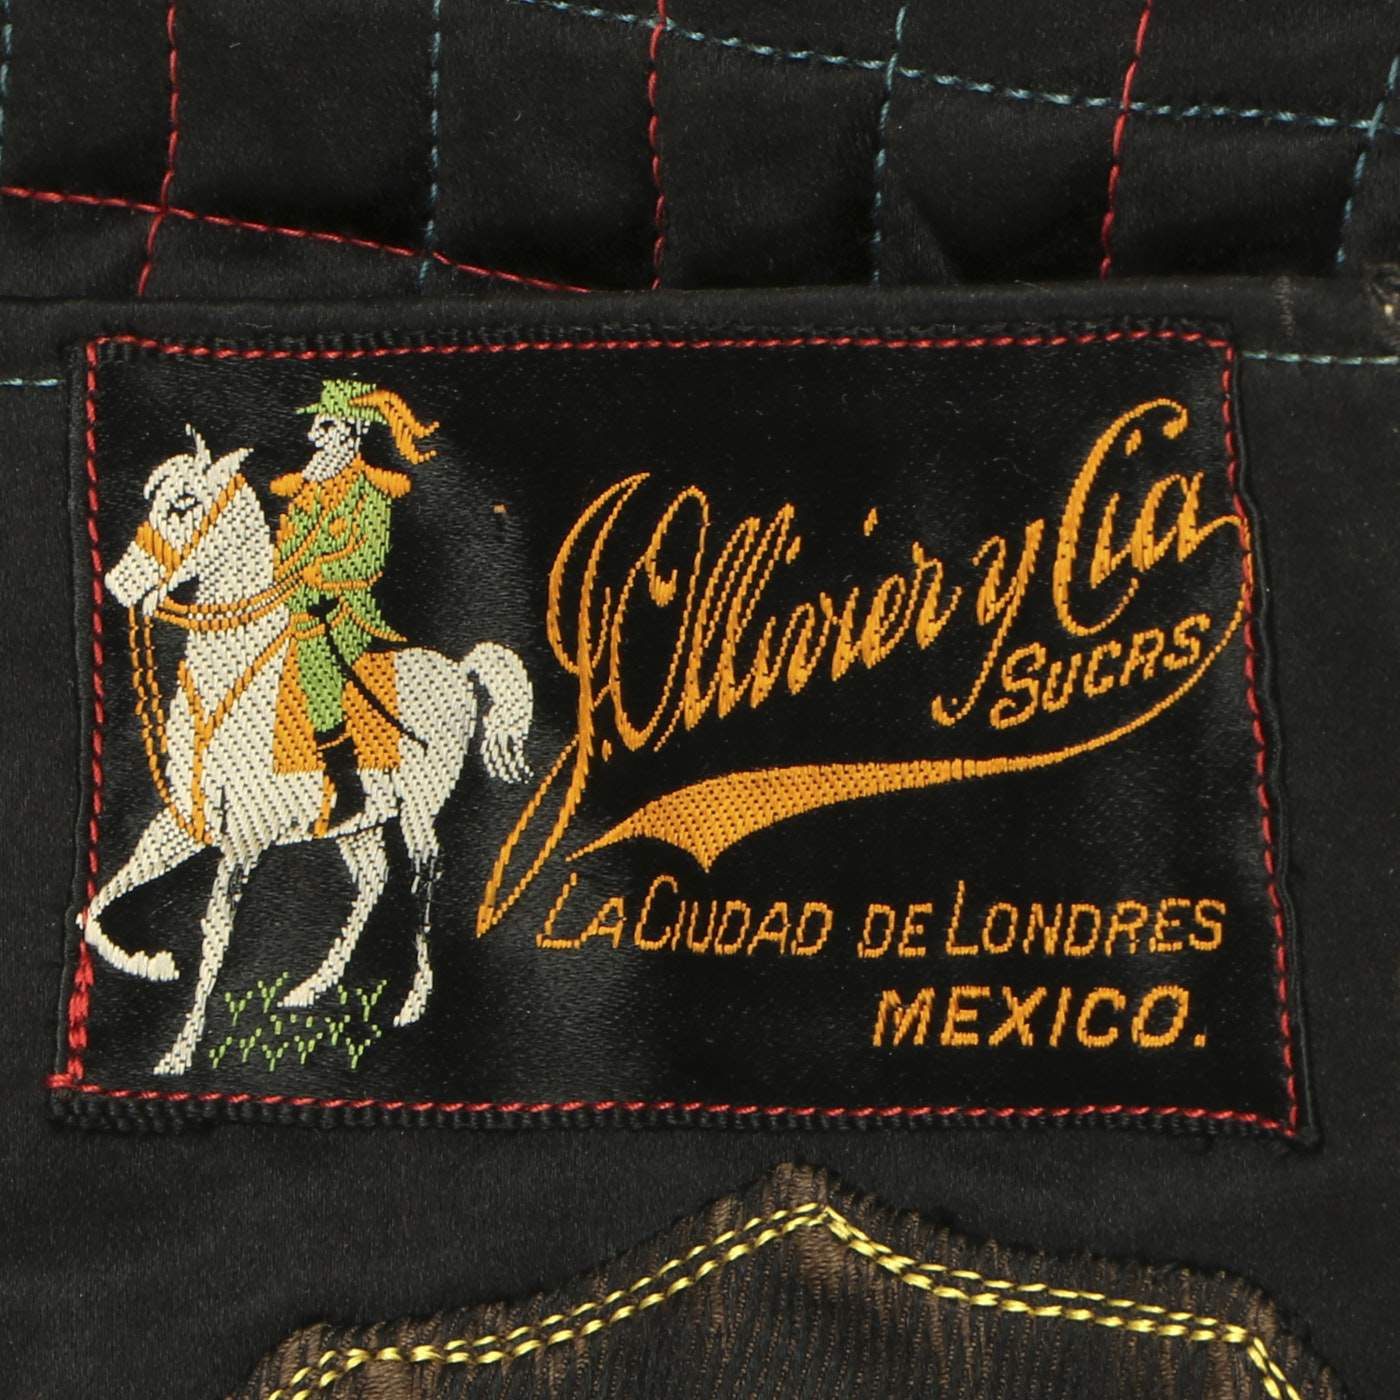 J. Ollivier y Cia
SUCRS
LA CIUDAD DE LONDRES
MEXICO.